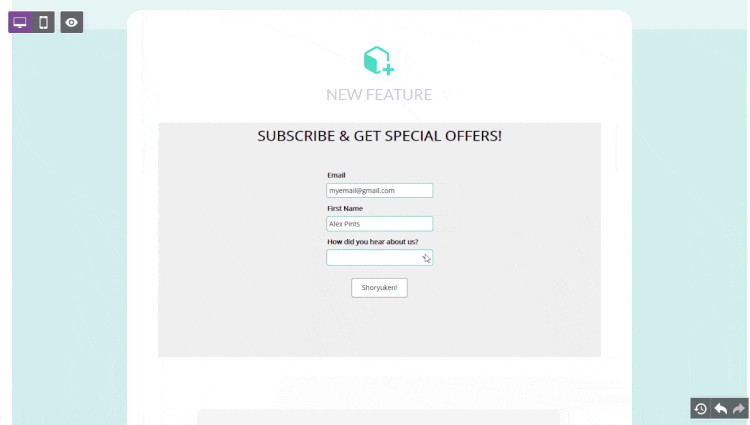 NEW FEATURE
SUBSCRIBE & GET SPECIAL OFFERS!
Email
myemail@gmail.com
First Name
Alex Pints
How did you hear about us?
Shoryuken!